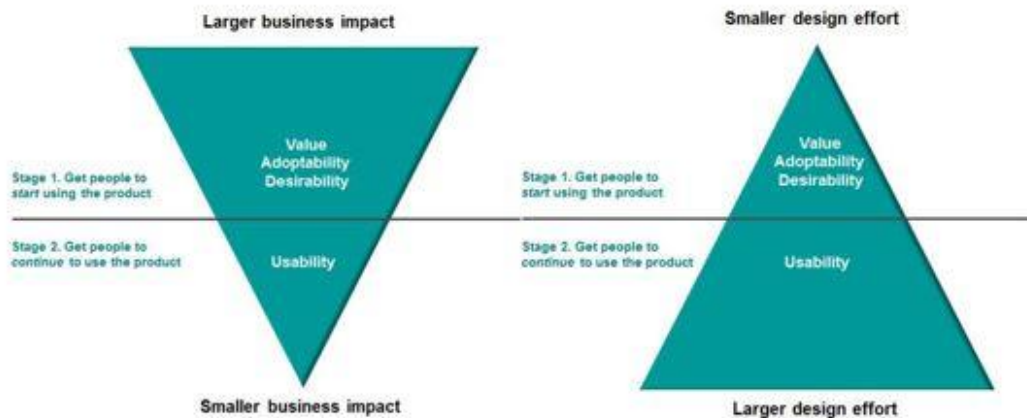 Larger business impact
Value
Adoptability
Desirability
Stage 1. Get people to
start using the product
Stage 2. Get people to
continue to use the product
Usability
Smaller business impact
Smaller design effort
Value
Adoptability
Desirability
Stage 1. Get people to
start using the product
Stage 2. Get people to
continue to use the product
Usability
Larger design effort